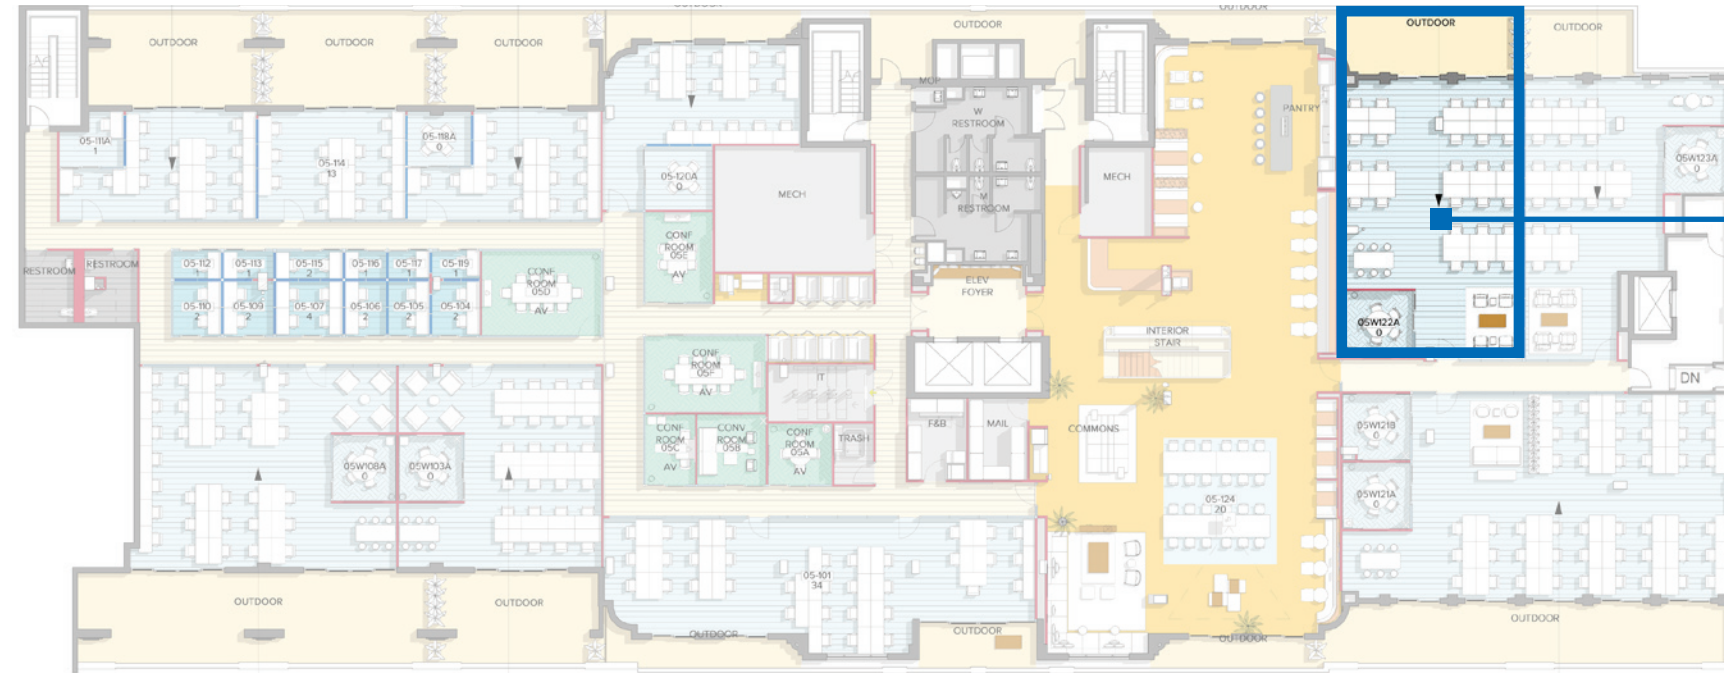 OUTDOOR
OUTDOOR
OUTDOOR
OUTDOOR
OUTDOOR
OUTDOOR
OUTDOOR
MOP
W
RESTROOM
PANTRY
05-111A
1
05-114
13
05-118A
0
05-120A
0
MECH
M
RESTROOM
MECH
05W123A
0
CONF
ROOM
05E
AV
RESTROOM
RESTROOM
05-112
1
05-113
1
05-115
2
05-116
1
05-117
1
05-119
1
05-110
2
05-109
2
05-107
4
05-106
2
05-105
2
05-104
2
CONF
ROOM
05D
AV
ELEV
FOYER
INTERIOR
STAIR
05W122A
0
CONF
ROOM
05F
AV
IT
DN
CONF
ROOM
05C
AV
CONV
ROOM
05B
CONF
ROOM
05A
AV
TRASH
F&B
MAIL
COMMONS
05W121B
0
05W108A
0
05W103A
0
05W121A
0
05-124
20
05-101
34
OUTDOOR
OUTDOOR
OUTDOOR
OUTDOOR
OUTDOOR
OUTDOOR